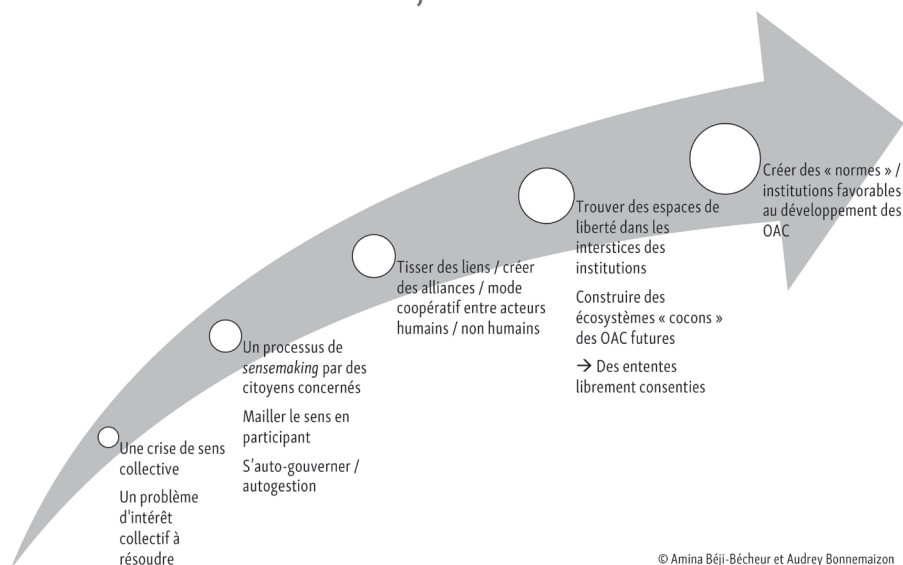 Une crise de sens
collective
Un problème
d'intérêt
collectif à
résoudre
Un processus de
sensemaking par des
citoyens concernés
Mailler le sens en
participant
S'auto-gouverner /
autogestion
Tisser des liens / créer
des alliances / mode
coopératif entre acteurs
humains / non humains
Trouver des espaces de
liberté dans les
interstices des
institutions
Construire des
écosystèmes « cocons »
des OAC futures
→ Des ententes
librement consenties
Créer des « normes » /
institutions favorables
au développement des
OAC
© Amina Béji-Bécheur et Audrey Bonnemaizon